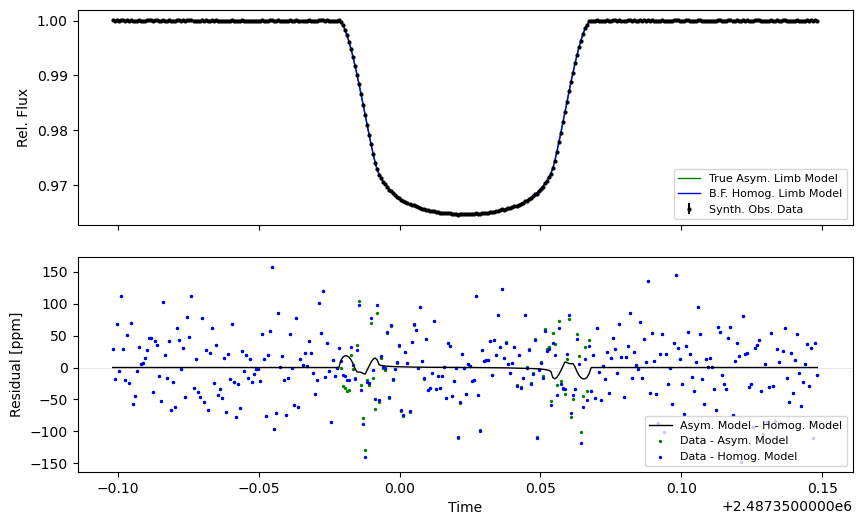 1.00
0.99
0.98
0.97
Rel. Flux
True Asym. Limb Model
B.F. Homog. Limb Model
Synth. Obs. Data
150
100
50
0
−50
−100
−150
Residual [ppm]
Asym. Model - Homog. Model
Data - Asym. Model
Data - Homog. Model
−0.10
−0.05
0.00
0.05
0.10
0.15
Time
+2.4873500000e6